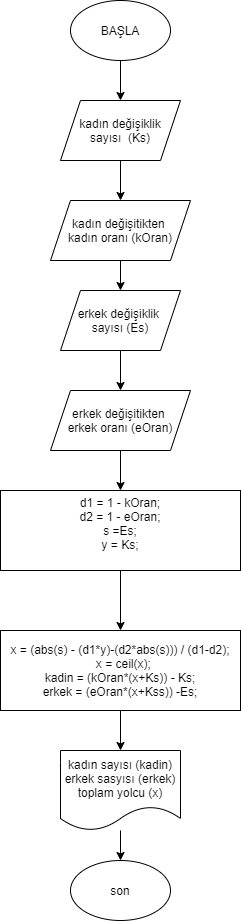 BAŞLA
kadın değişiklik
sayısı (Ks)
kadın değişitikten
kadın oranı (kOran)
erkek değişiklik
sayısı (Es)
erkek değişitikten
erkek oranı (eOran)
d1 = 1 - kOran;
d2 = 1 - eOran;
s =Es;
y = Ks;
x = (abs(s) - (d1*y)-(d2*abs(s))) / (d1-d2);
x = ceil(x);
kadin = (kOran*(x+Ks)) - Ks;
erkek = (eOran*(x+Kss)) -Es;
kadın sayısı (kadin)
erkek sasyısı (erkek)
toplam yolcu (x)
son